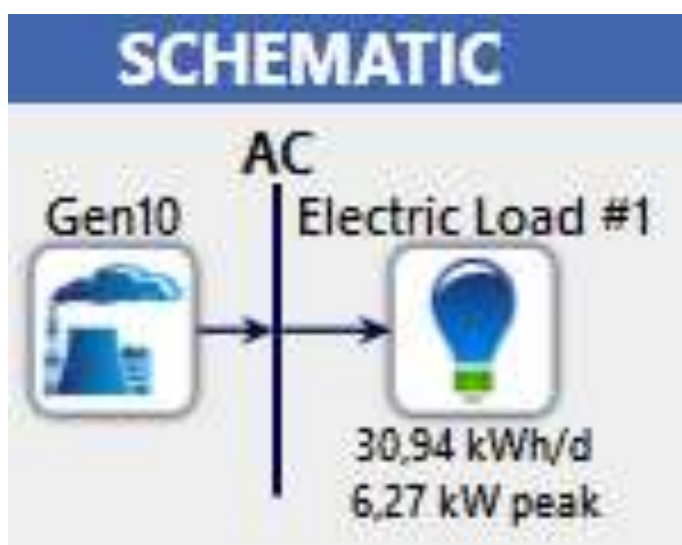 SCHEMATIC
AC
Gen10
Electric Load #1
30,94 kWh/d
6,27 kW peak